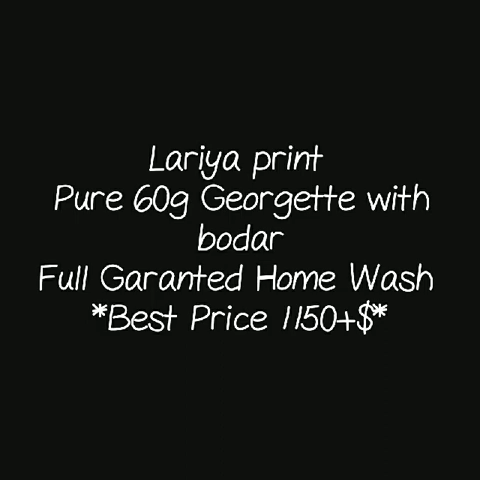 Lariya print
Pure 60g Georgette with
bodar
Full Garanted Home Wash
*Best Price 1150+$*